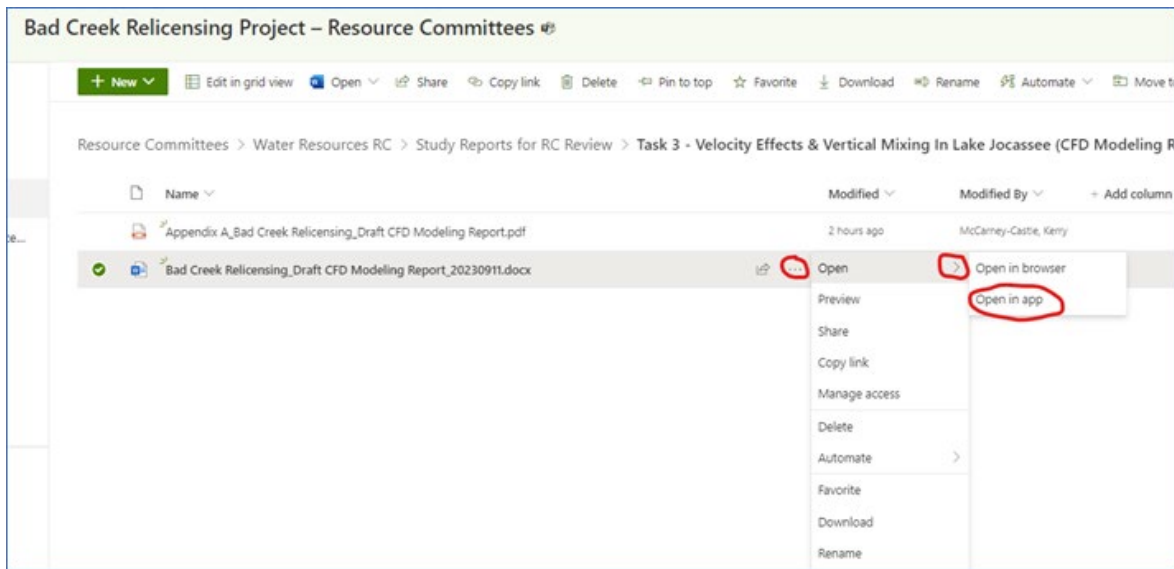 Bad Creek Relicensing Project – Resource Committees
+ New Edit in grid view Open Share Copy link Delete Pin to top Favorite Download Rename Automate Move t
Resource Committees > Water Resources RC > Study Reports for RC Review > Task 3 - Velocity Effects & Vertical Mixing In Lake Jocassee (CFD Modeling R
Name Modified Modified By + Add column
Appendix A_Bad Creek Relicensing_Draft CFD Modeling Report.pdf 2 hours ago McCarney-Castle, Kerry
Bad Creek Relicensing_Draft CFD Modeling Report_20230911.docx ... Open > Open in browser
Preview Open in app
Share
Copy link
Manage access
Delete
Automate >
Favorite
Download
Rename